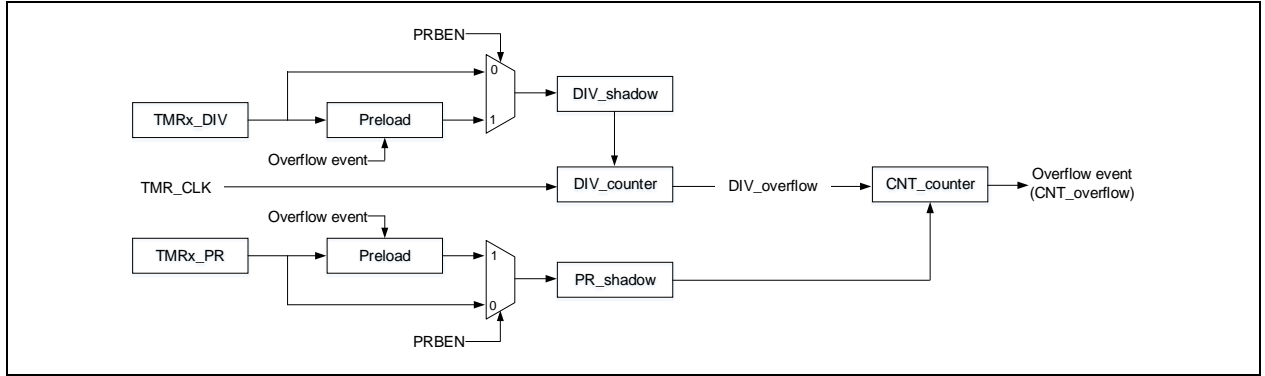 PRBEN
0
DIV_shadow
TMRx_DIV
Preload
1
Overflow event
TMR_CLK
DIV_counter
DIV_overflow
CNT_counter
Overflow event
(CNT_overflow)
Overflow event
TMRx_PR
Preload
1
PR_shadow
0
PRBEN